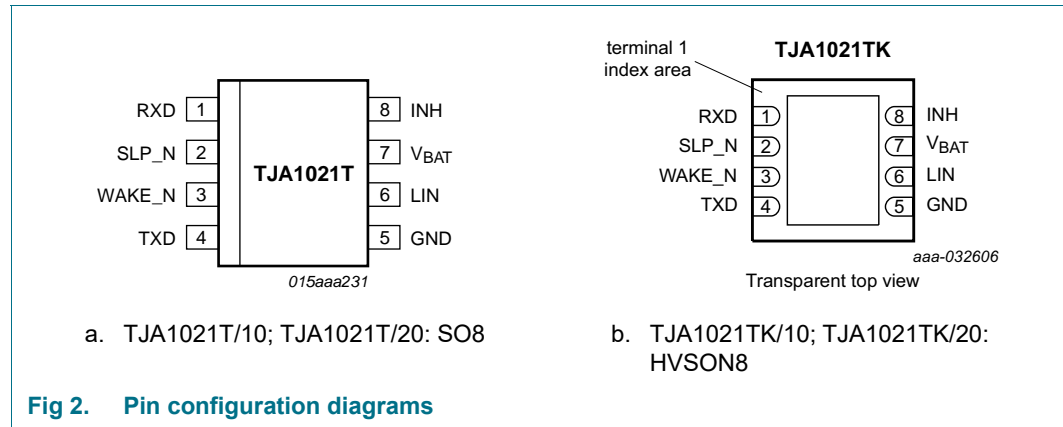 RXD 1
SLP_N 2
WAKE_N 3
TXD 4
TJA1021T
8 INH
7 VBAT
6 LIN
5 GND
015aaa231
a. TJA1021T/10; TJA1021T/20: SO8
terminal 1
index area
TJA1021TK
RXD 1
SLP_N 2
WAKE_N 3
TXD 4
8 INH
7 VBAT
6 LIN
5 GND
aaa-032606
Transparent top view
b. TJA1021TK/10; TJA1021TK/20:
HVSON8
Fig 2. Pin configuration diagrams